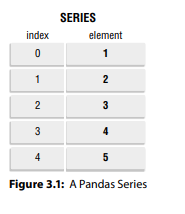 SERIES
index element
0 1
1 2
2 3
3 4
4 5
Figure 3.1: A Pandas Series